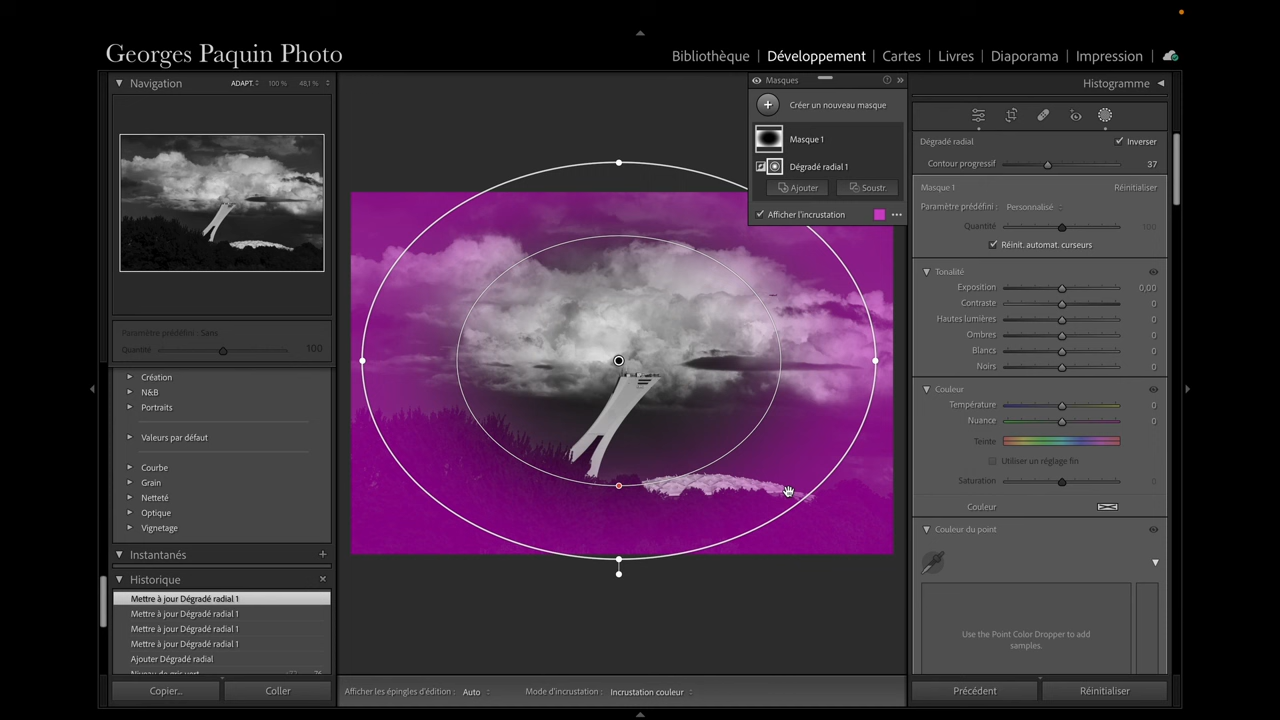 Georges Paquin Photo
Bibliothèque | Développement | Cartes | Livres | Diaporama | Impression
Navigation
ADAPT. 100 % 48,1 %
Paramètre prédéfini : Sans
Quantité 100
Création
N&B
Portraits
Valeurs par défaut
Courbe
Grain
Netteté
Optique
Vignetage
Instantanés +
Historique ×
Mettre à jour Dégradé radial 1
Mettre à jour Dégradé radial 1
Mettre à jour Dégradé radial 1
Mettre à jour Dégradé radial 1
Ajouter Dégradé radial
Copier...
Coller
Masques
Créer un nouveau masque
Masque 1
Dégradé radial 1
Ajouter
Soustr.
Afficher l'incrustation
Afficher les épingles d'édition : Auto
Mode d'incrustation : Incrustation couleur
Histogramme
Dégradé radial
Inverser
Contour progressif 37
Masque 1 Réinitialiser
Paramètre prédéfini : Personnalisé
Quantité 100
Réinit. automat. curseurs
Tonalité
Exposition 0,00
Contraste 0
Hautes lumières 0
Ombres 0
Blancs 0
Noirs 0
Couleur
Température 0
Nuance 0
Teinte
Utiliser un réglage fin
Saturation 0
Couleur
Couleur du point
Use the Point Color Dropper to add
samples.
Précédent
Réinitialiser